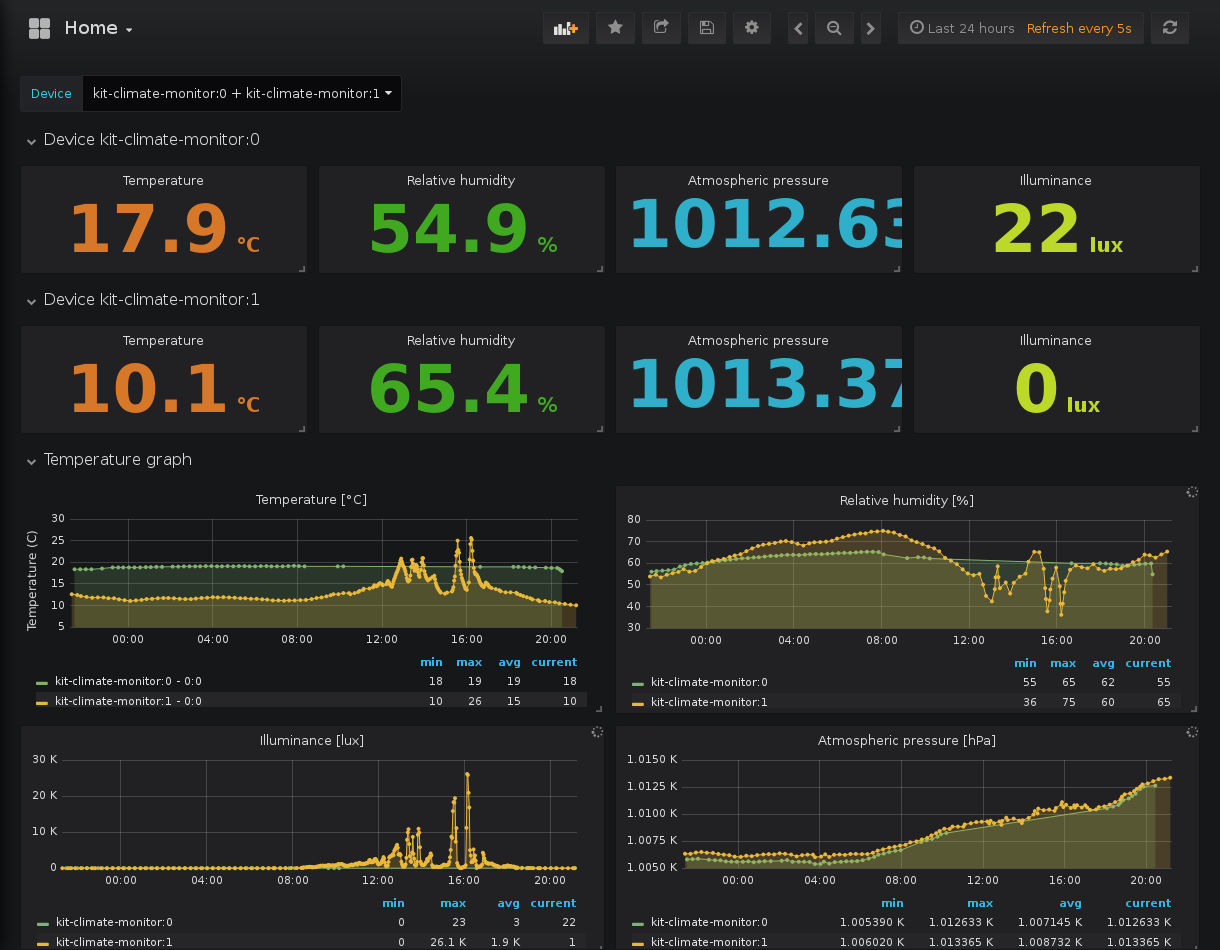 Home
Last 24 hours Refresh every 5s
Device kit-climate-monitor:0 + kit-climate-monitor:1
Device kit-climate-monitor:0
Temperature Relative humidity Atmospheric pressure Illuminance
17.9 °C 54.9 % 1012.63 22 lux
Device kit-climate-monitor:1
Temperature Relative humidity Atmospheric pressure Illuminance
10.1 °C 65.4 % 1013.37 0 lux
Temperature graph
Temperature [°C]
Temperature (C)
30
25
20
15
10
5
00:00 04:00 08:00 12:00 16:00 20:00
min max avg current
kit-climate-monitor:0 - 0:0 18 19 19 18
kit-climate-monitor:1 - 0:0 10 26 15 10
Relative humidity [%]
80
70
60
50
40
30
00:00 04:00 08:00 12:00 16:00 20:00
min max avg current
kit-climate-monitor:0 55 65 62 55
kit-climate-monitor:1 36 75 60 65
Illuminance [lux]
30 K
20 K
10 K
0
00:00 04:00 08:00 12:00 16:00 20:00
min max avg current
kit-climate-monitor:0 0 23 3 22
kit-climate-monitor:1 0 26.1 K 1.9 K 1
Atmospheric pressure [hPa]
1.0150 K
1.0125 K
1.0100 K
1.0075 K
1.0050 K
00:00 04:00 08:00 12:00 16:00 20:00
min max avg current
kit-climate-monitor:0 1.005390 K 1.012633 K 1.007145 K 1.012633 K
kit-climate-monitor:1 1.006020 K 1.013365 K 1.008732 K 1.013365 K